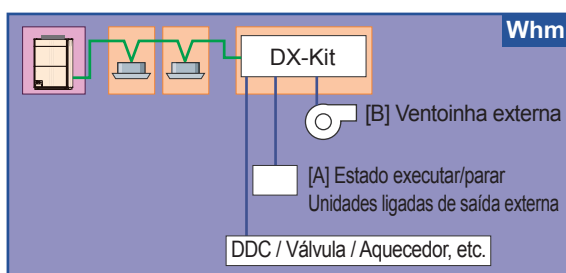 Whm
DX-Kit
[B] Ventoinha externa
[A] Estado executar/parar
Unidades ligadas de saída externa
DDC / Válvula / Aquecedor, etc.